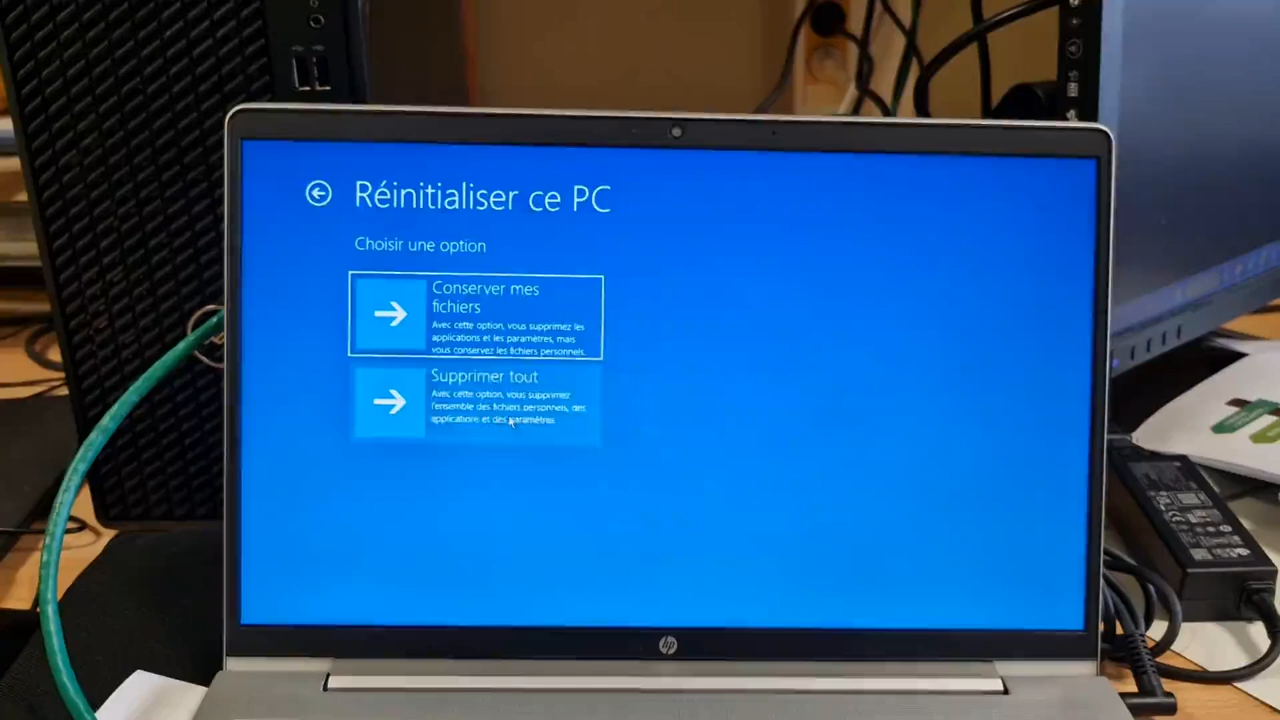 Réinitialiser ce PC
Choisir une option
Conserver mes
fichiers
Avec cette option, vous supprimez les
applications et les paramètres, mais
vous conservez les fichiers personnels.
Supprimer tout
Avec cette option, vous supprimez
l'ensemble des fichiers personnels, des
applications et des paramètres
hp